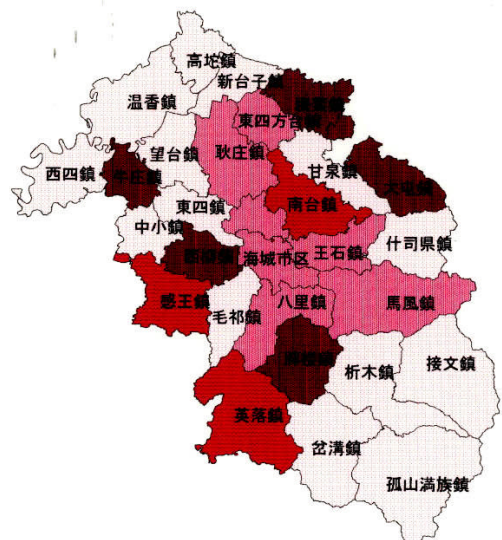 高坨鎮
新台子鎮
温香鎮
東四方台鎮
望台鎮
耿庄鎮
西四鎮
牛庄鎮
甘泉鎮
大屯鎮
東四鎮
南台鎮
中小鎮
什司県鎮
王石鎮
海城市区
感王鎮
八里鎮
馬風鎮
毛祁鎮
接文鎮
析木鎮
英落鎮
岔溝鎮
孤山満族鎮